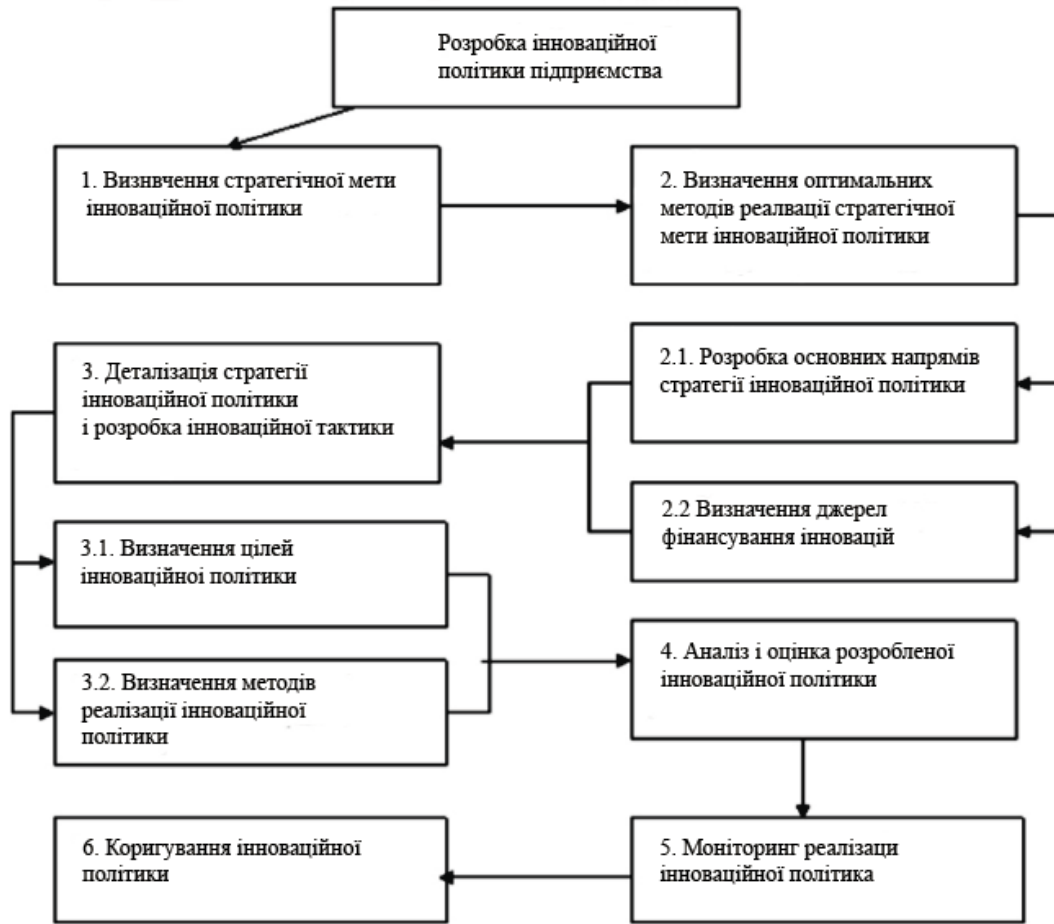 Розробка інноваційної
політики підприємства
1. Визнвчення стратегічної мети
інноваційної політики
2. Визначення оптимальних
методів реалвації стратегічної
мети інноваційної політики
2.1. Розробка основних напрямів
стратегії інноваційної політики
2.2 Визначення джерел
фінансування інновацій
3. Деталізація стратегії
інноваційної політики
і розробка інноваційної тактики
3.1. Визначення цілей
інноваційноі політики
3.2. Визначення методів
реалізації інноваційної
політики
4. Аналіз і оцінка розробленої
інноваційної політики
5. Моніторинг реалізаци
інноваційної політика
6. Коригування інноваційної
політики